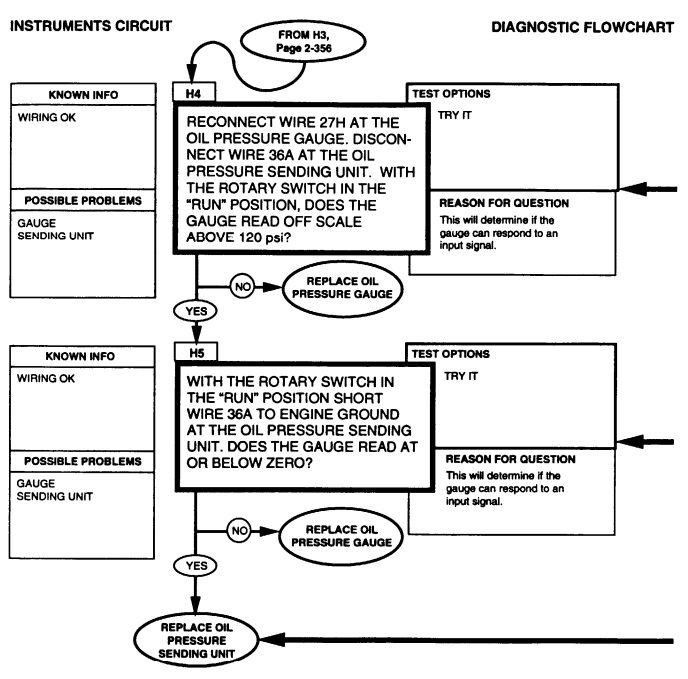 INSTRUMENTS CIRCUIT
DIAGNOSTIC FLOWCHART
FROM H3,
Page 2-356
KNOWN INFO
WIRING OK
POSSIBLE PROBLEMS
GAUGE
SENDING UNIT
H4
RECONNECT WIRE 27H AT THE
OIL PRESSURE GAUGE. DISCON-
NECT WIRE 36A AT THE OIL
PRESSURE SENDING UNIT. WITH
THE ROTARY SWITCH IN THE
"RUN" POSITION, DOES THE
GAUGE READ OFF SCALE
ABOVE 120 psi?
TEST OPTIONS
TRY IT
REASON FOR QUESTION
This will determine if the
gauge can respond to an
input signal.
NO
REPLACE OIL
PRESSURE GAUGE
YES
KNOWN INFO
WIRING OK
POSSIBLE PROBLEMS
GAUGE
SENDING UNIT
H5
WITH THE ROTARY SWITCH IN
THE "RUN" POSITION SHORT
WIRE 36A TO ENGINE GROUND
AT THE OIL PRESSURE SENDING
UNIT. DOES THE GAUGE READ AT
OR BELOW ZERO?
TEST OPTIONS
TRY IT
REASON FOR QUESTION
This will determine if the
gauge can respond to an
input signal.
NO
REPLACE OIL
PRESSURE GAUGE
YES
REPLACE OIL
PRESSURE
SENDING UNIT